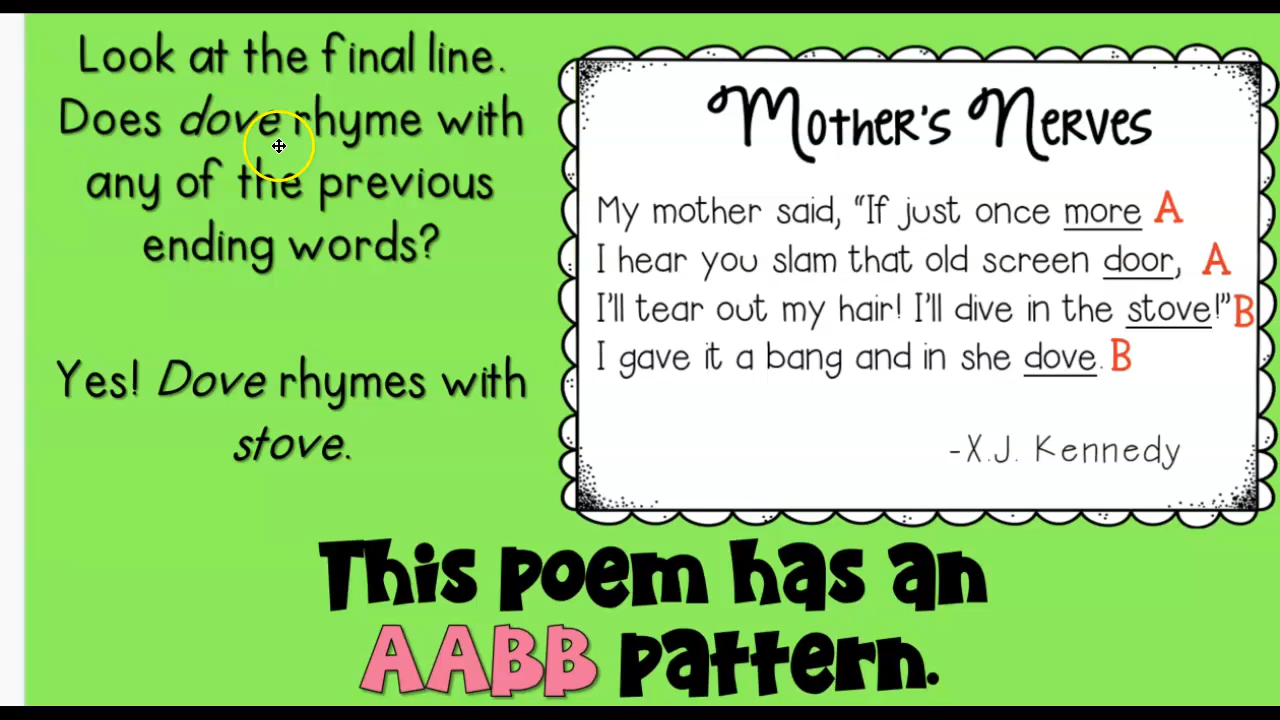 Look at the final line.
Does dove rhyme with
any of the previous
ending words?
Yes! Dove rhymes with
stove.
Mother's Nerves
My mother said, “If just once more A
I hear you slam that old screen door, A
I'll tear out my hair! I'll dive in the stove!” B
I gave it a bang and in she dove. B
-X.J. Kennedy
This poem has an
AABB pattern.